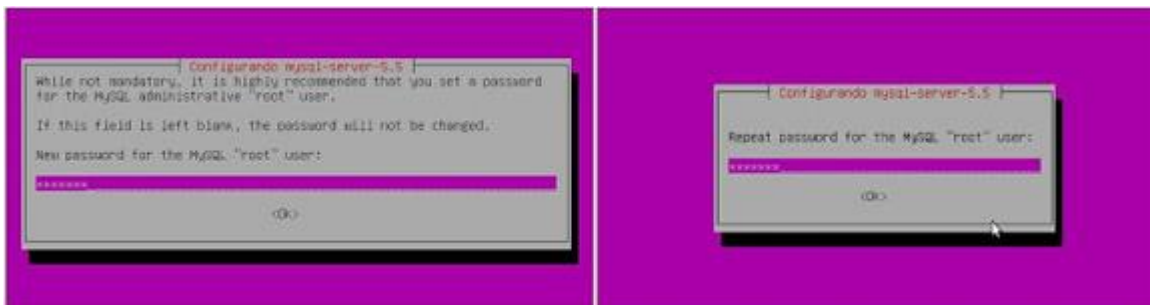 Configurando mysql-server-5.5
While not mandatory, it is highly recommended that you set a password
for the MySQL administrative "root" user.
If this field is left blank, the password will not be changed.
New password for the MySQL "root" user:
*******
<Ok>
Configurando mysql-server-5.5
Repeat password for the MySQL "root" user:
*******
<Ok>